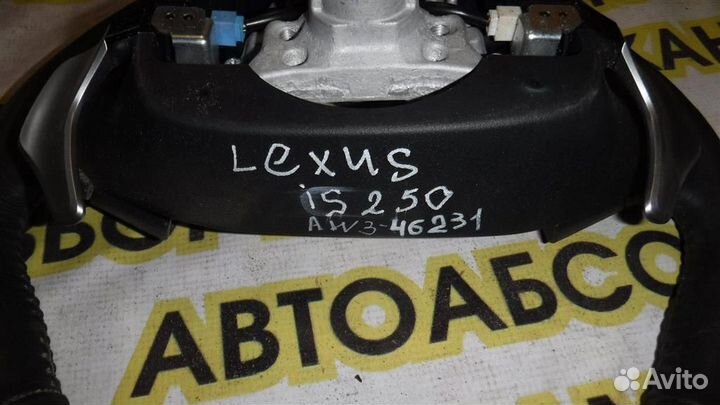 Lexus
iS 250
AW3-46231
АВТОАБСО
Avito